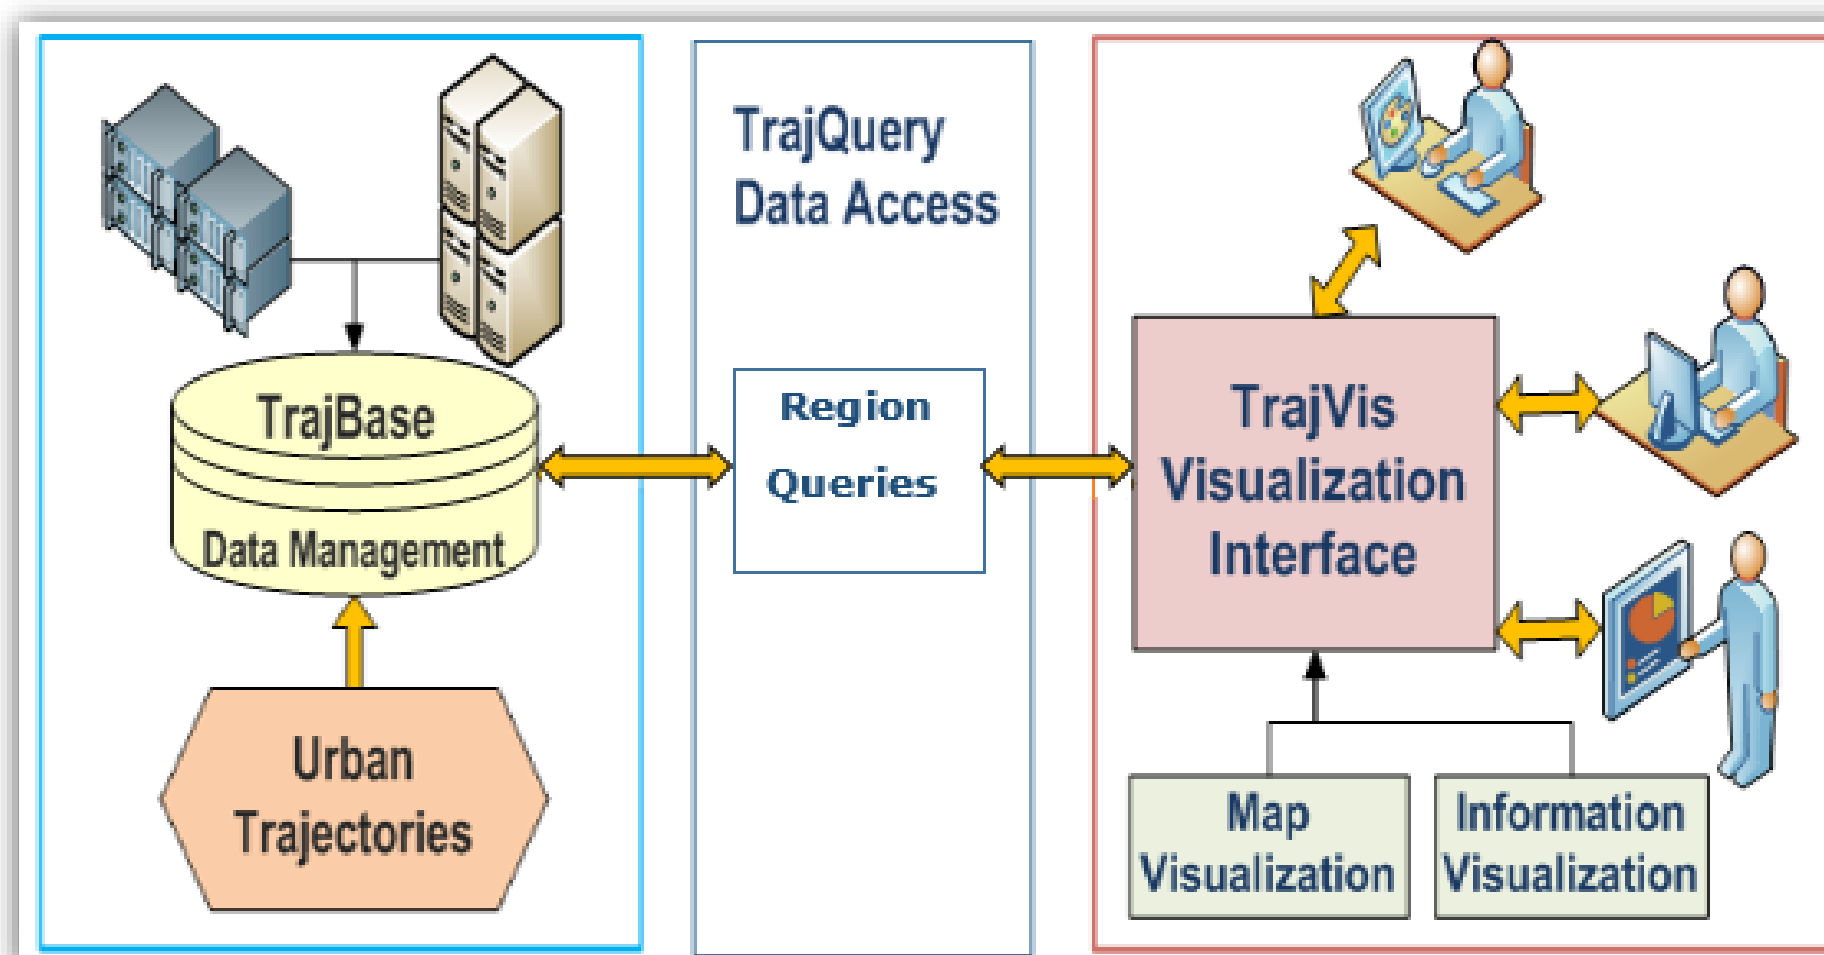 TrajBase
Data Management
Urban
Trajectories
TrajQuery
Data Access
Region
Queries
TrajVis
Visualization
Interface
Map
Visualization
Information
Visualization